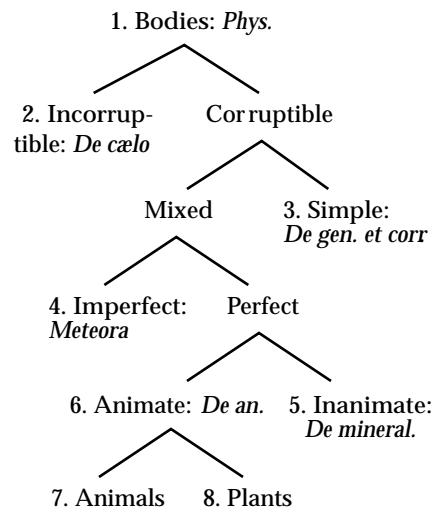 1. Bodies: Phys.
2. Incorrup-
tible: De cælo
Corruptible
Mixed
3. Simple:
De gen. et corr
4. Imperfect:
Meteora
Perfect
6. Animate: De an.
5. Inanimate:
De mineral.
7. Animals
8. Plants